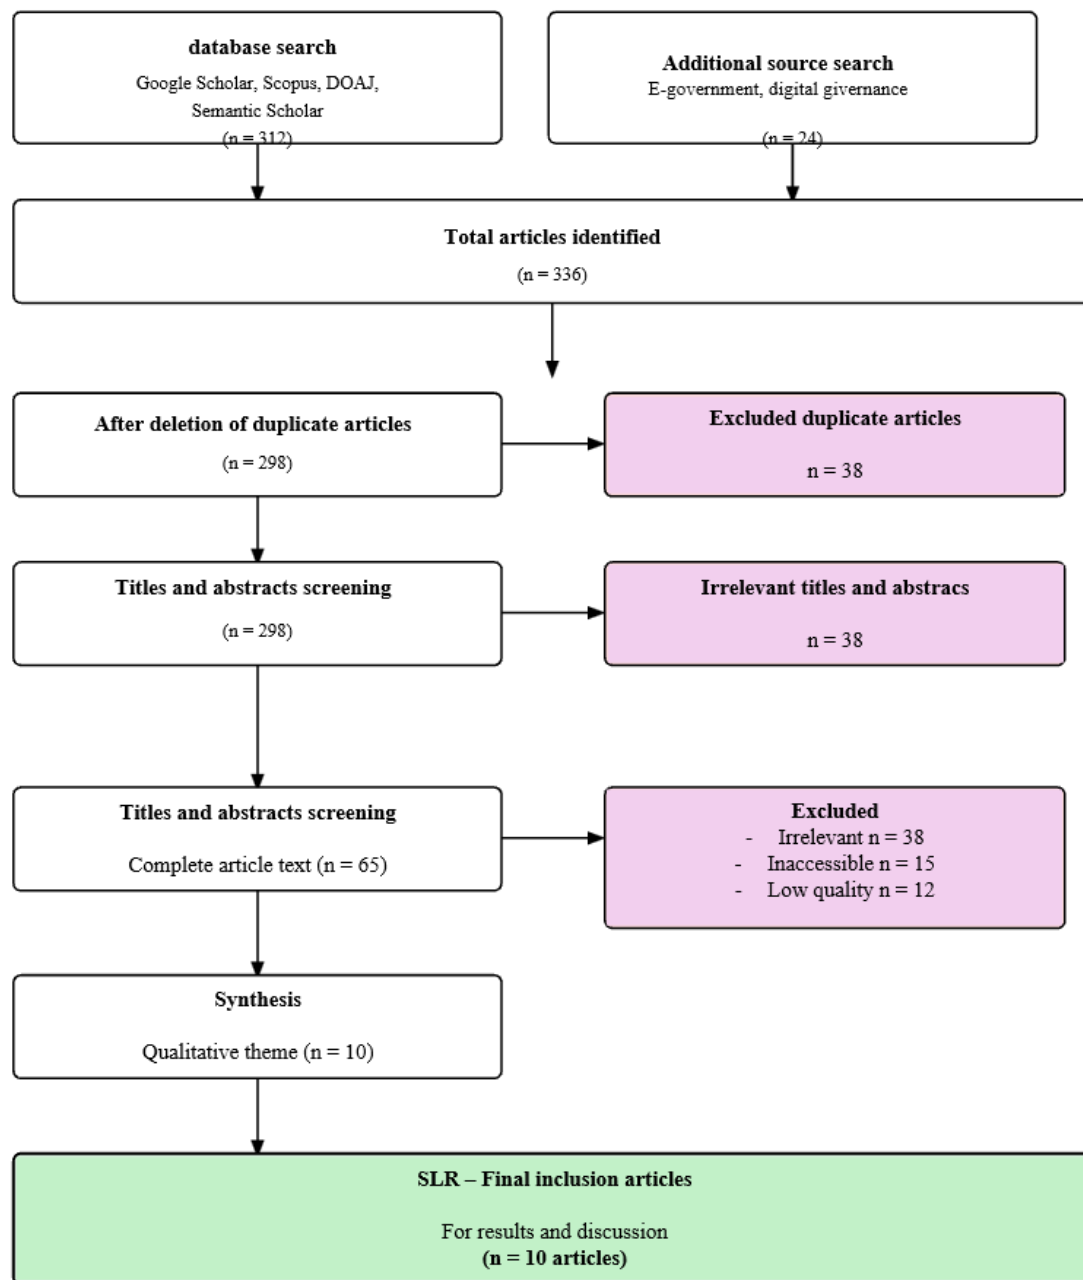 database search
Google Scholar, Scopus, DOAJ,
Semantic Scholar
(n = 312)
Additional source search
E-government, digital givernance
(n = 24)
Total articles identified
(n = 336)
After deletion of duplicate articles
(n = 298)
Excluded duplicate articles
n = 38
Titles and abstracts screening
(n = 298)
Irrelevant titles and abstracs
n = 38
Titles and abstracts screening
Complete article text (n = 65)
Excluded
- Irrelevant n = 38
- Inaccessible n = 15
- Low quality n = 12
Synthesis
Qualitative theme (n = 10)
SLR – Final inclusion articles
For results and discussion
(n = 10 articles)